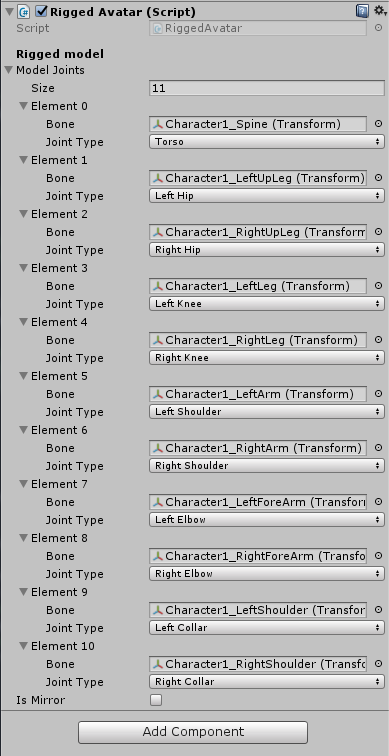 Rigged Avatar (Script)
Script RiggedAvatar
Rigged model
Model Joints
Size 11
Element 0
Bone Character1_Spine (Transform)
Joint Type Torso
Element 1
Bone Character1_LeftUpLeg (Transform)
Joint Type Left Hip
Element 2
Bone Character1_RightUpLeg (Transform
Joint Type Right Hip
Element 3
Bone Character1_LeftLeg (Transform)
Joint Type Left Knee
Element 4
Bone Character1_RightLeg (Transform)
Joint Type Right Knee
Element 5
Bone Character1_LeftArm (Transform)
Joint Type Left Shoulder
Element 6
Bone Character1_RightArm (Transform)
Joint Type Right Shoulder
Element 7
Bone Character1_LeftForeArm (Transfor
Joint Type Left Elbow
Element 8
Bone Character1_RightForeArm (Transfo
Joint Type Right Elbow
Element 9
Bone Character1_LeftShoulder (Transfor
Joint Type Left Collar
Element 10
Bone Character1_RightShoulder (Transfo
Joint Type Right Collar
Is Mirror
Add Component